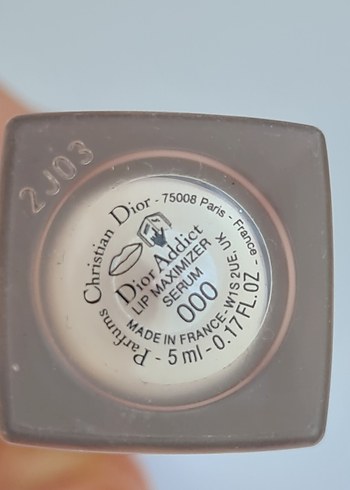 2J03
Parfums Christian Dior - 75008 Paris - France -
W1S 2UE, UK
Dior Addict
LIP MAXIMIZER
SERUM
000
MADE IN FRANCE
- 5 ml - 0.17 FL.OZ